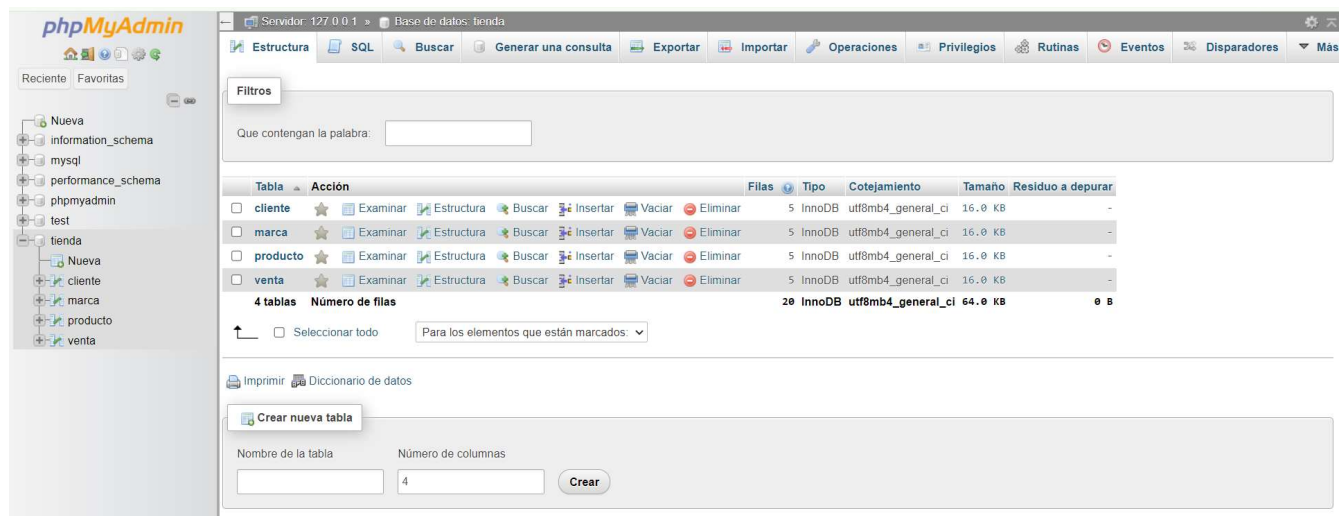 phpMyAdmin
Reciente Favoritas
Nueva
information_schema
mysql
performance_schema
phpmyadmin
test
tienda
Nueva
cliente
marca
producto
venta
Servidor: 127.0.0.1 » Base de datos: tienda
Estructura SQL Buscar Generar una consulta Exportar Importar Operaciones Privilegios Rutinas Eventos Disparadores Más
Filtros
Que contengan la palabra:
Tabla Acción Filas Tipo Cotejamiento Tamaño Residuo a depurar
cliente Examinar Estructura Buscar Insertar Vaciar Eliminar 5 InnoDB utf8mb4_general_ci 16.0 KB -
marca Examinar Estructura Buscar Insertar Vaciar Eliminar 5 InnoDB utf8mb4_general_ci 16.0 KB -
producto Examinar Estructura Buscar Insertar Vaciar Eliminar 5 InnoDB utf8mb4_general_ci 16.0 KB -
venta Examinar Estructura Buscar Insertar Vaciar Eliminar 5 InnoDB utf8mb4_general_ci 16.0 KB -
4 tablas Número de filas 20 InnoDB utf8mb4_general_ci 64.0 KB 0 B
Seleccionar todo Para los elementos que están marcados:
Imprimir Diccionario de datos
Crear nueva tabla
Nombre de la tabla Número de columnas
4 Crear